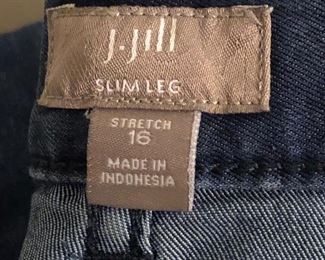 J.Jill
SLIM LEG
STRETCH
16
MADE IN
INDONESIA